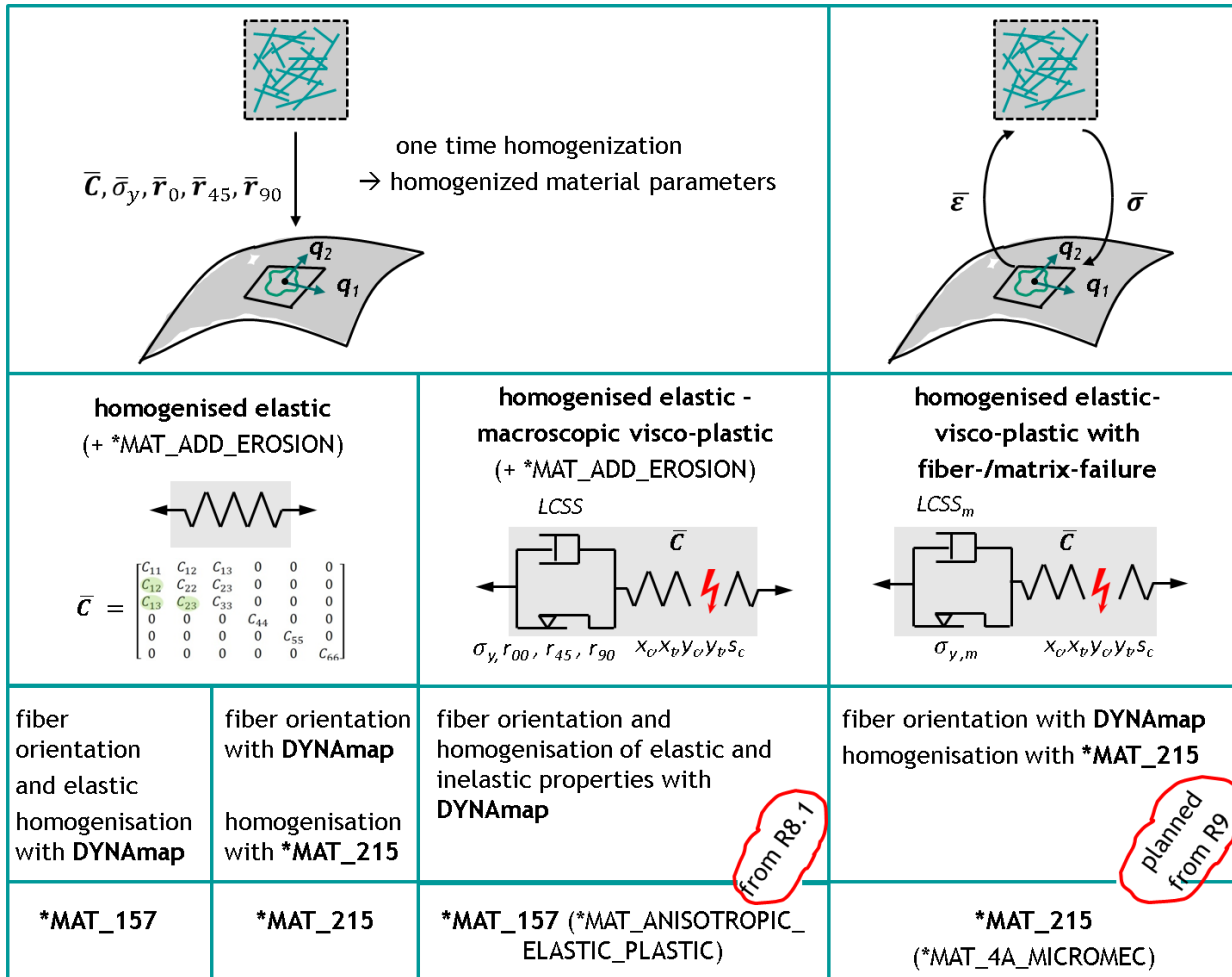 one time homogenization
→ homogenized material parameters
C̅, σ̅y, r̅0, r̅45, r̅90
q2
q1
ε̅
σ̅
q2
q1
homogenised elastic
(+ *MAT_ADD_EROSION)
C̅ =
C11 C12 C13 0 0 0
C12 C22 C23 0 0 0
C13 C23 C33 0 0 0
0 0 0 C44 0 0
0 0 0 0 C55 0
0 0 0 0 0 C66
homogenised elastic -
macroscopic visco-plastic
(+ *MAT_ADD_EROSION)
LCSS
C̅
σy, r00, r45, r90 xc,xt,yc,yt,sc
homogenised elastic-
visco-plastic with
fiber-/matrix-failure
LCSSm
C̅
σy,m xc,xt,yc,yt,sc
fiber
orientation
and elastic
homogenisation
with DYNAmap
fiber orientation
with DYNAmap
homogenisation
with *MAT_215
fiber orientation and
homogenisation of elastic and
inelastic properties with
DYNAmap
from R8.1
fiber orientation with DYNAmap
homogenisation with *MAT_215
planned
from R9
*MAT_157
*MAT_215
*MAT_157 (*MAT_ANISOTROPIC_
ELASTIC_PLASTIC)
*MAT_215
(*MAT_4A_MICROMEC)